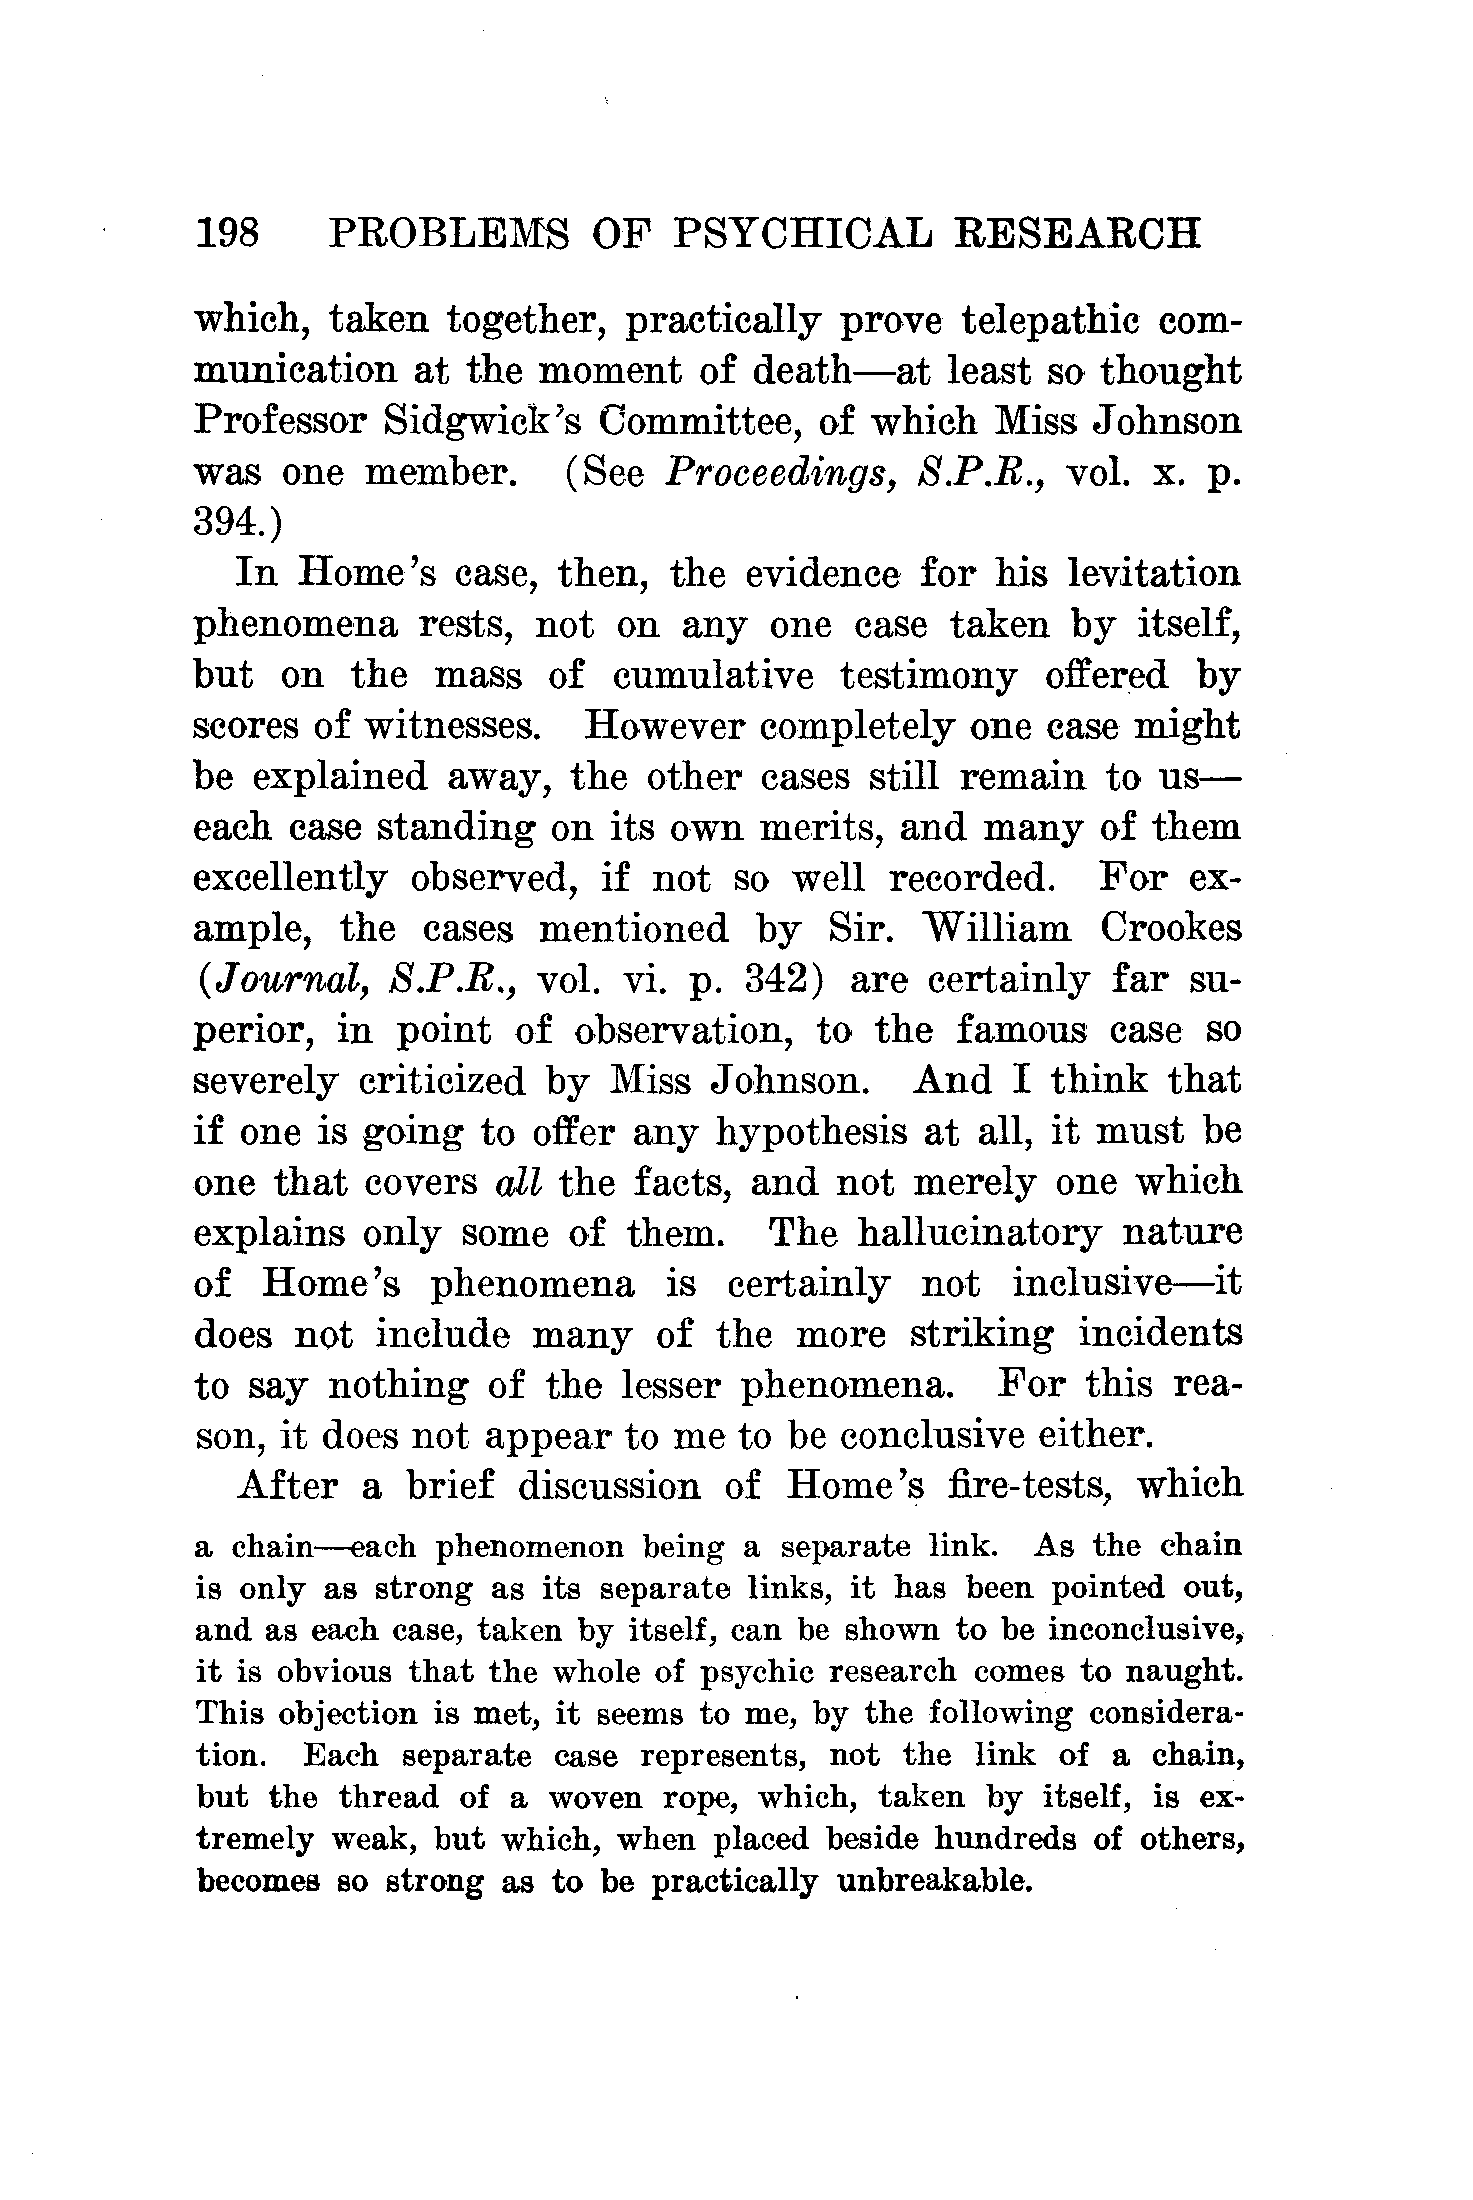 198 PROBLEMS OF PSYCHICAL RESEARCH
which, taken together, practically prove telepathic com-
munication at the moment of death—at least so thought
Professor Sidgwick's Committee, of which Miss Johnson
was one member. (See Proceedings, S.P.R., vol. x. p.
394.)
In Home's case, then, the evidence for his levitation
phenomena rests, not on any one case taken by itself,
but on the mass of cumulative testimony offered by
scores of witnesses. However completely one case might
be explained away, the other cases still remain to us—
each case standing on its own merits, and many of them
excellently observed, if not so well recorded. For ex-
ample, the cases mentioned by Sir. William Crookes
(Journal, S.P.R., vol. vi. p. 342) are certainly far su-
perior, in point of observation, to the famous case so
severely criticized by Miss Johnson. And I think that
if one is going to offer any hypothesis at all, it must be
one that covers all the facts, and not merely one which
explains only some of them. The hallucinatory nature
of Home's phenomena is certainly not inclusive—it
does not include many of the more striking incidents
to say nothing of the lesser phenomena. For this rea-
son, it does not appear to me to be conclusive either.
After a brief discussion of Home's fire-tests, which
a chain—each phenomenon being a separate link. As the chain
is only as strong as its separate links, it has been pointed out,
and as each case, taken by itself, can be shown to be inconclusive,
it is obvious that the whole of psychic research comes to naught.
This objection is met, it seems to me, by the following considera-
tion. Each separate case represents, not the link of a chain,
but the thread of a woven rope, which, taken by itself, is ex-
tremely weak, but which, when placed beside hundreds of others,
becomes so strong as to be practically unbreakable.